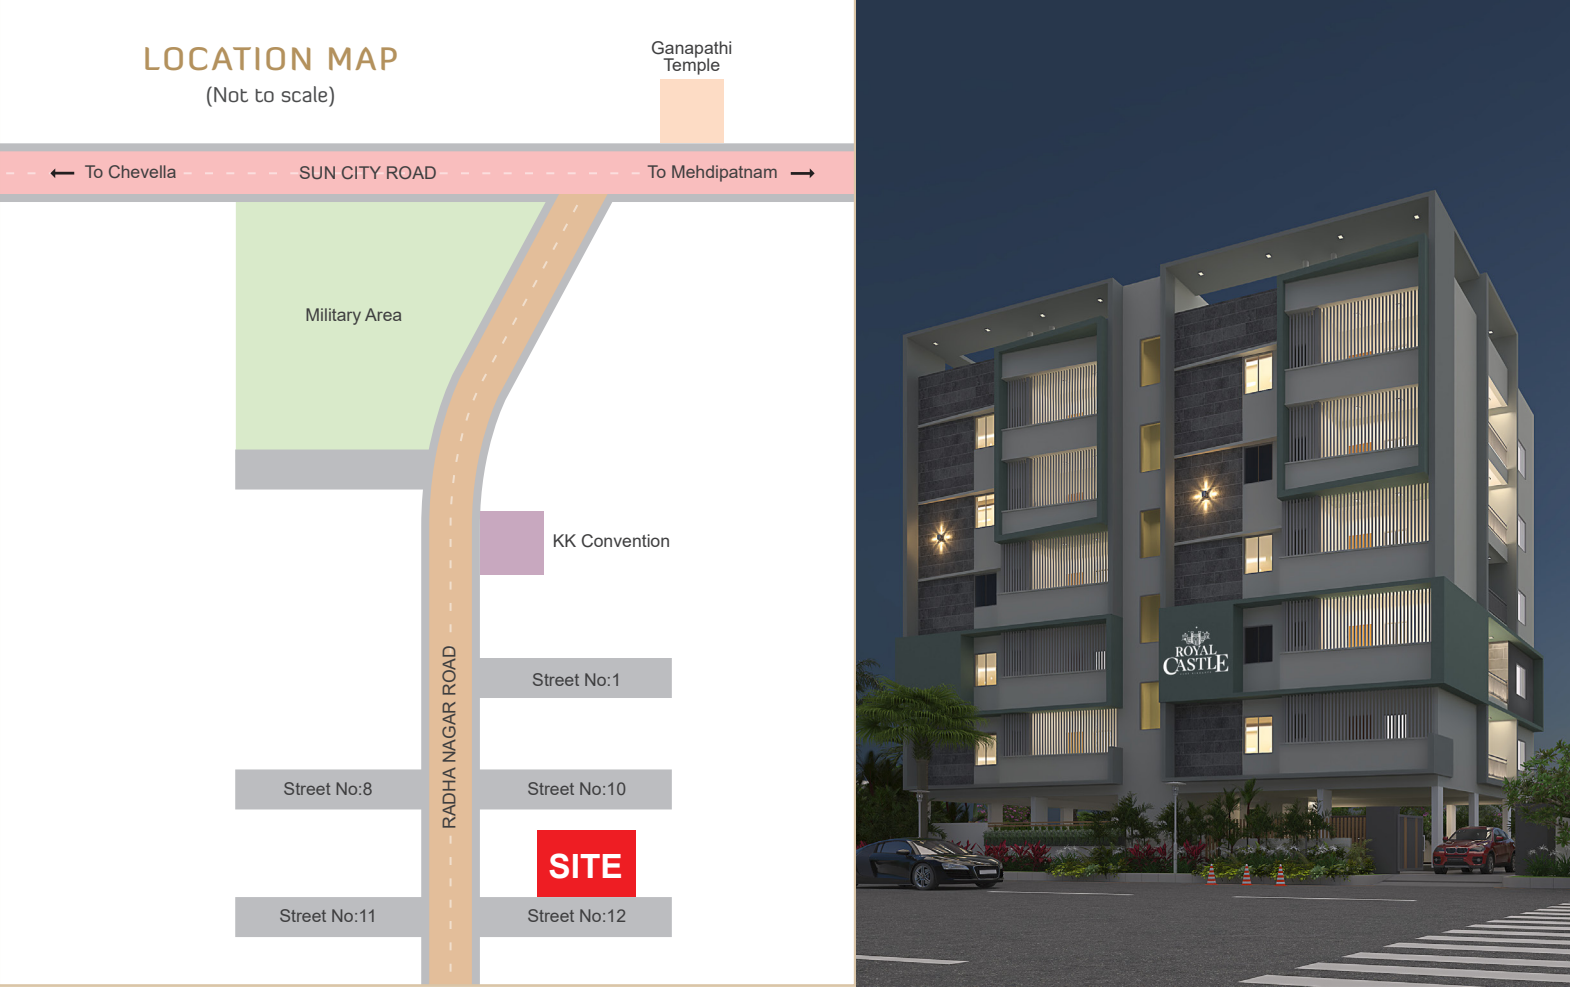 LOCATION MAP
(Not to scale)
Ganapathi
Temple
To Chevella
SUN CITY ROAD
To Mehdipatnam
Military Area
KK Convention
RADHA NAGAR ROAD
Street No:1
Street No:8
Street No:10
SITE
Street No:11
Street No:12
ROYAL
CASTLE